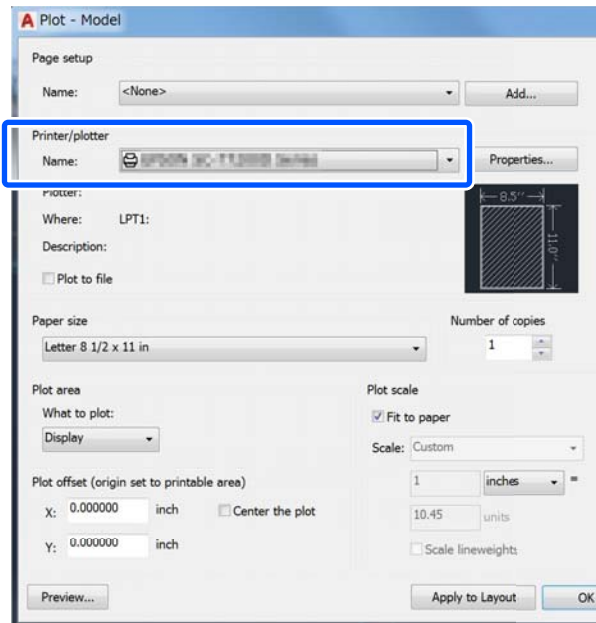 Plot - Model
Page setup
Name: <None> Add...
Printer/plotter
Name: Properties...
Plotter:
8.5''
Where: LPT1:
11.0''
Description:
Plot to file
Paper size Number of copies
Letter 8 1/2 x 11 in 1
Plot area Plot scale
What to plot: Fit to paper
Display Scale: Custom
Plot offset (origin set to printable area) 1 inches =
X: 0.000000 inch Center the plot 10.45 units
Y: 0.000000 inch Scale lineweights
Preview... Apply to Layout OK